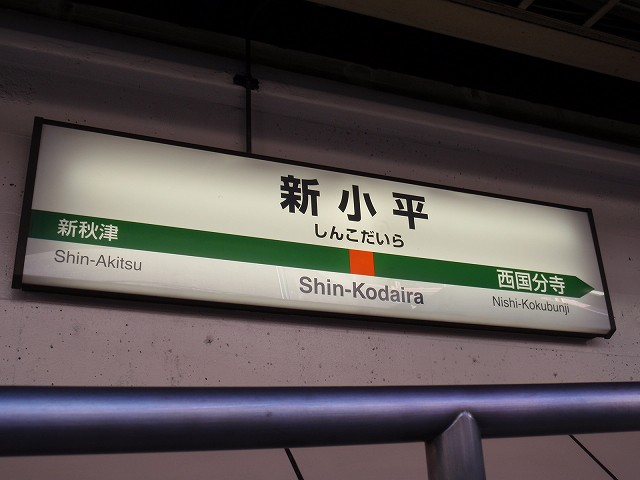 新小平
しんこだいら
新秋津
西国分寺
Shin-Akitsu
Shin-Kodaira
Nishi-Kokubunji